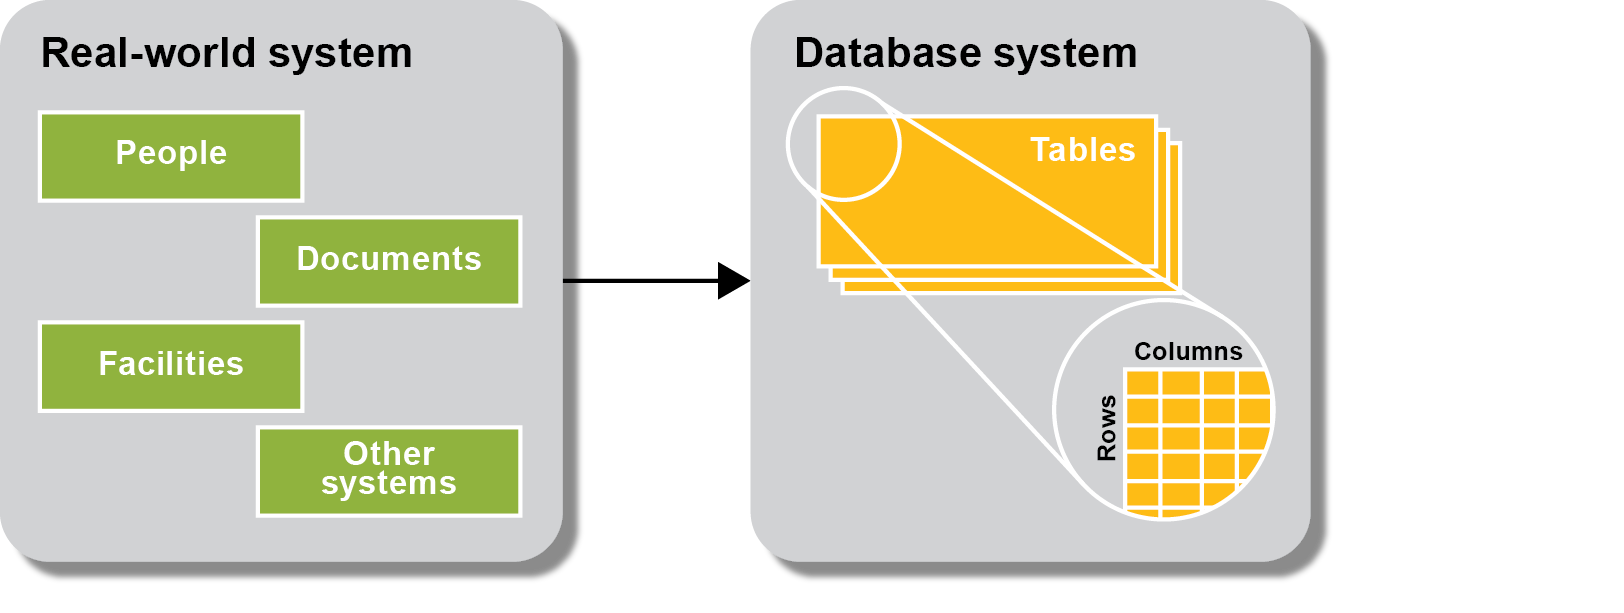 Real-world system
People
Documents
Facilities
Other
systems
Database system
Tables
Columns
Rows